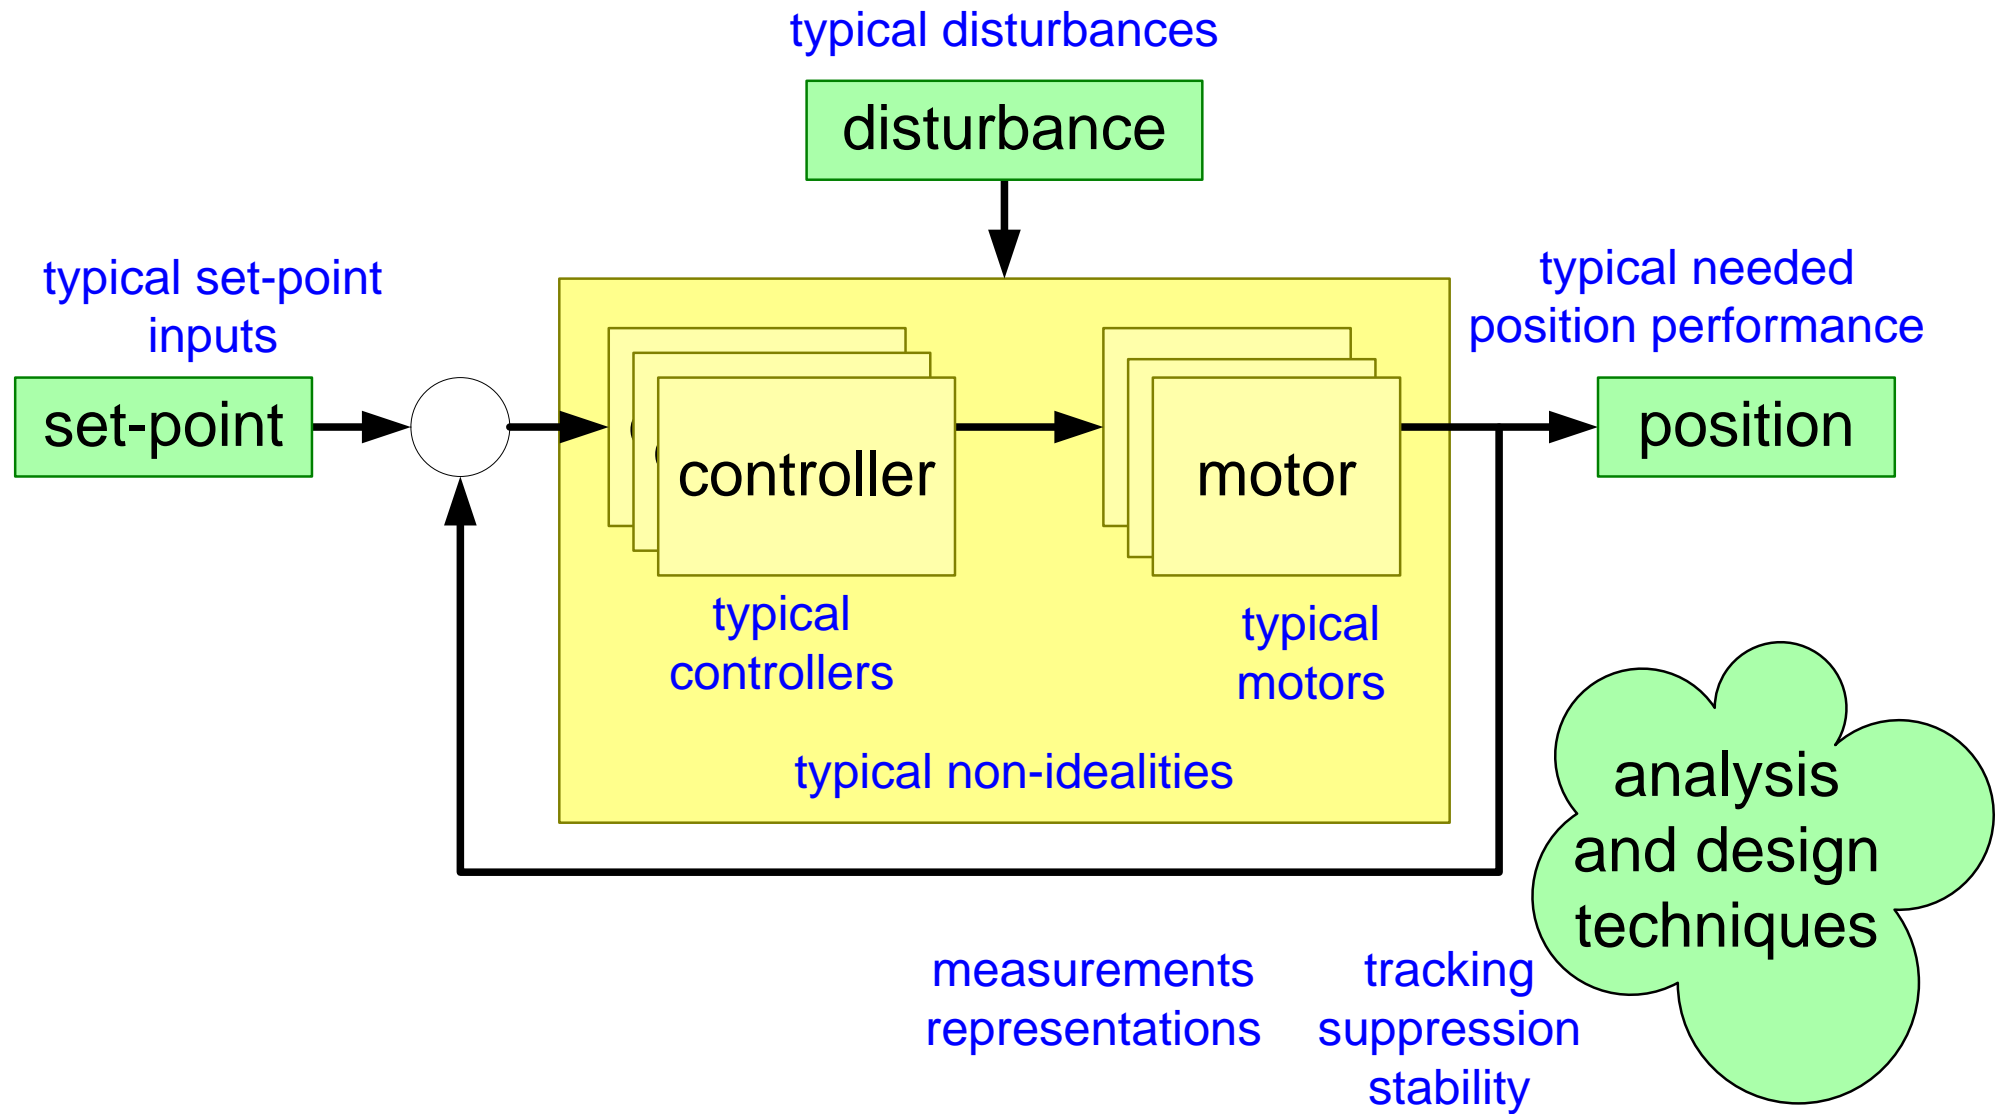 typical disturbances
disturbance
typical set-point
inputs
typical needed
position performance
set-point
controller
motor
position
typical
controllers
typical
motors
typical non-idealities
analysis
and design
techniques
measurements
representations
tracking
suppression
stability